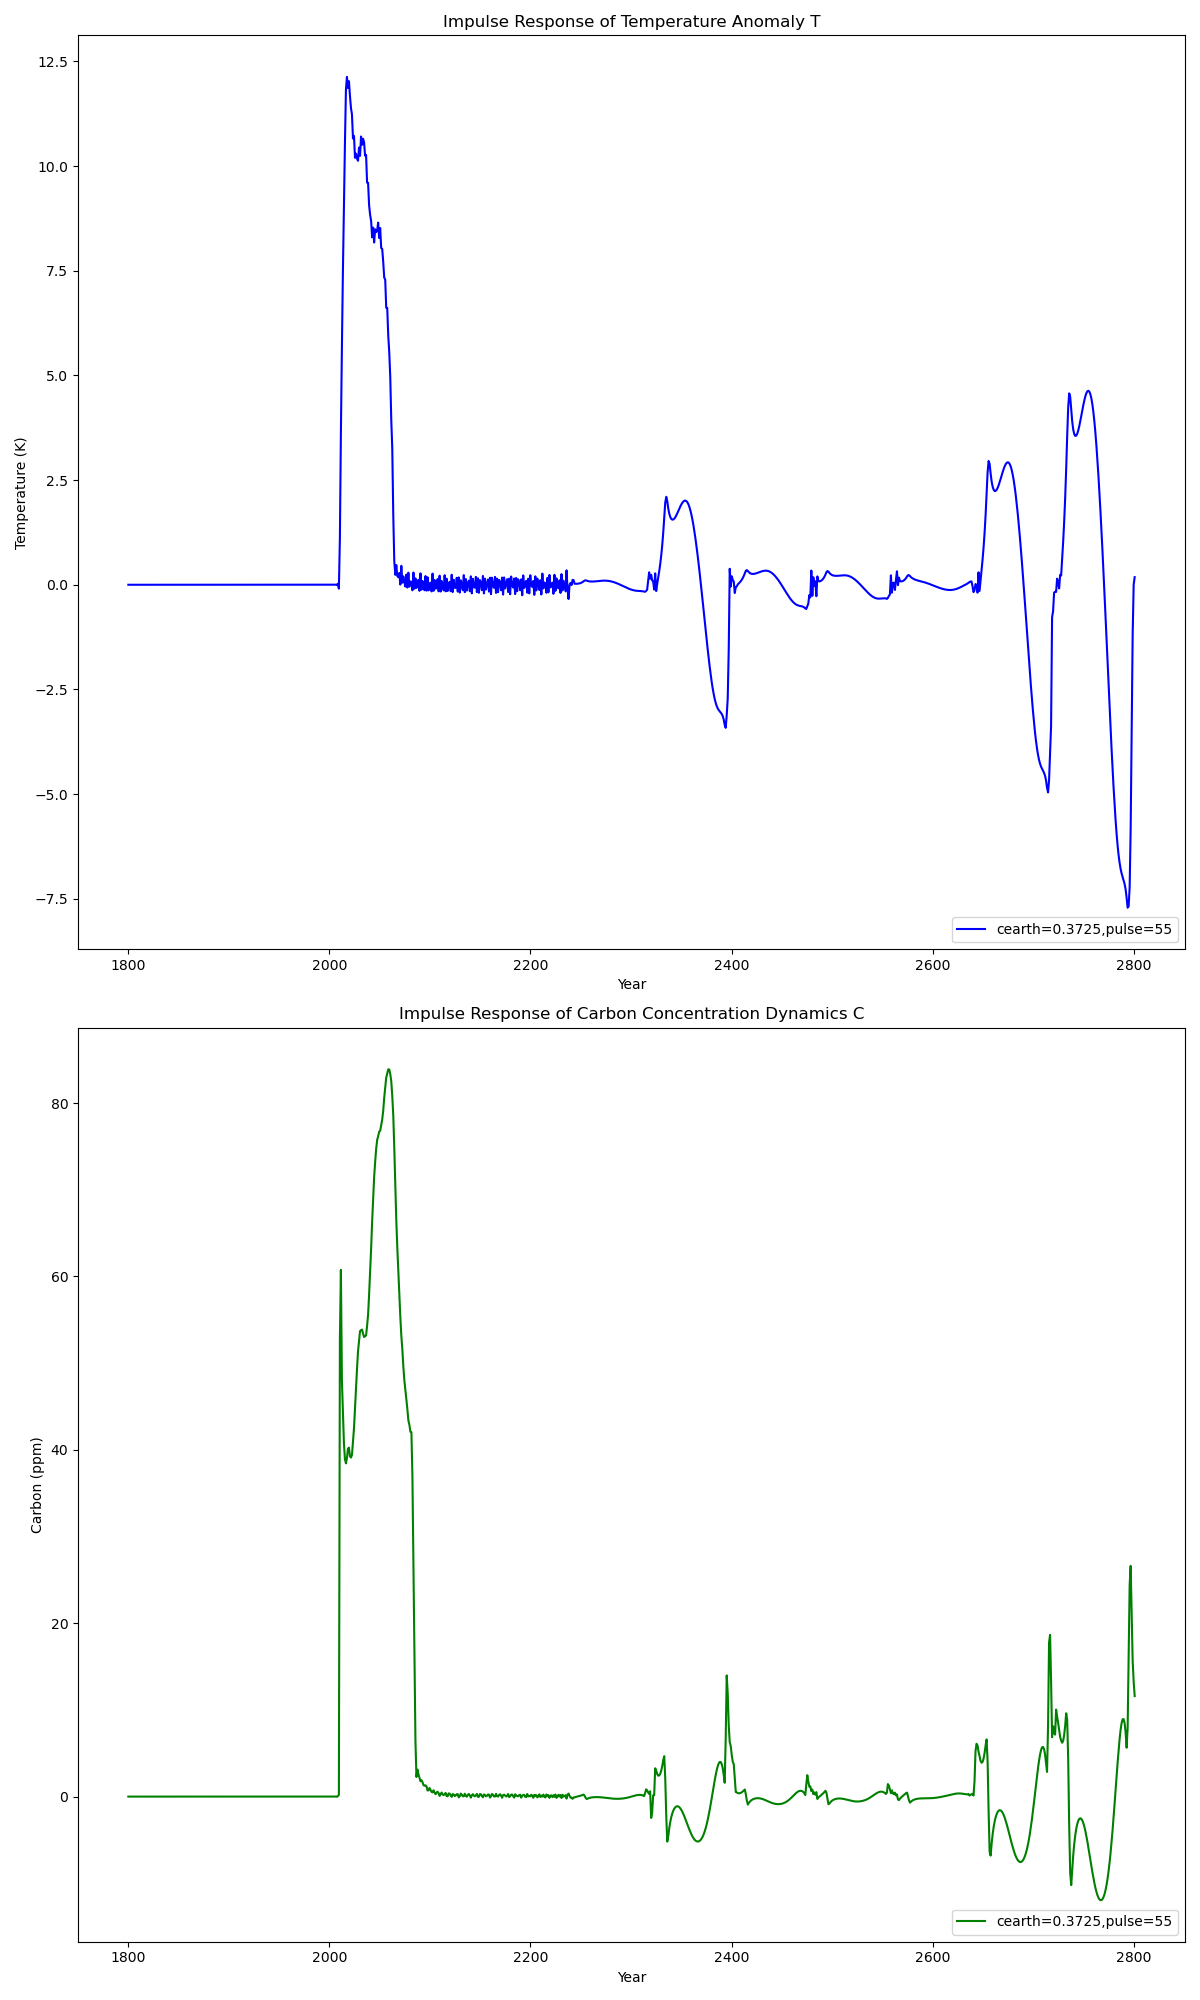 Impulse Response of Temperature Anomaly T
12.5
10.0
7.5
5.0
2.5
0.0
−2.5
−5.0
−7.5
Temperature (K)
cearth=0.3725,pulse=55
1800 2000 2200 2400 2600 2800
Year
Impulse Response of Carbon Concentration Dynamics C
80
60
40
20
0
Carbon (ppm)
cearth=0.3725,pulse=55
1800 2000 2200 2400 2600 2800
Year